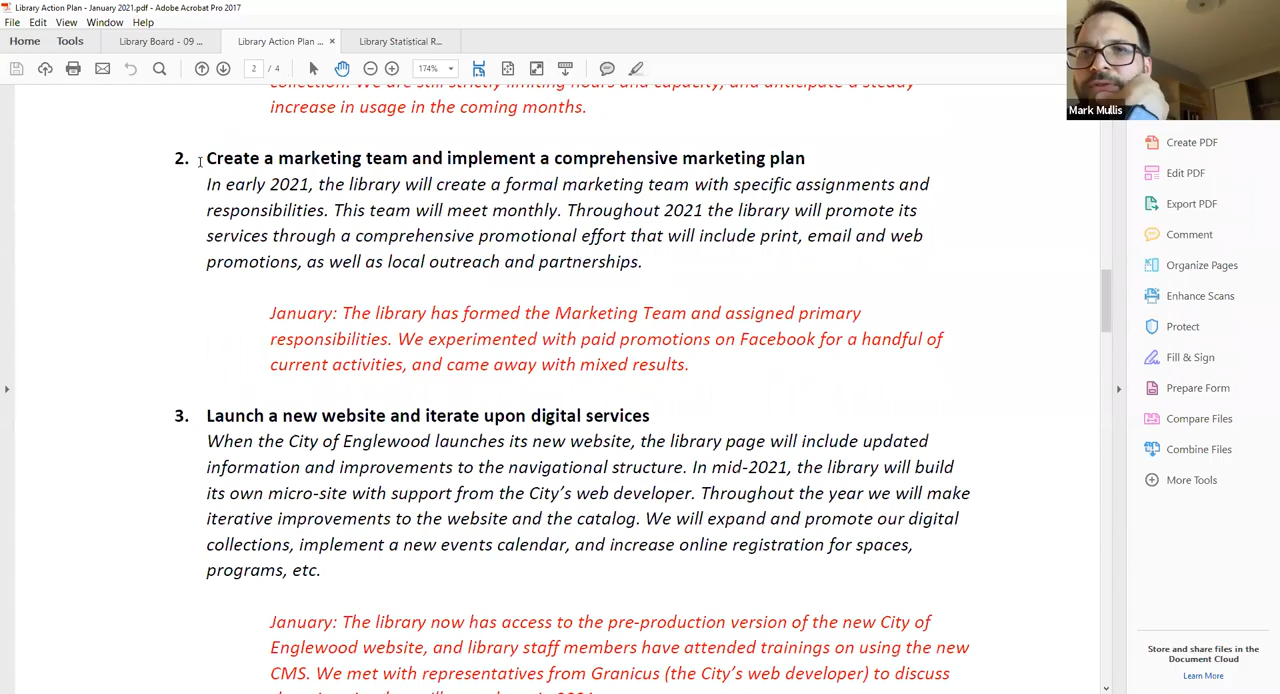 Library Action Plan - January 2021.pdf - Adobe Acrobat Pro 2017
File Edit View Window Help
Home Tools Library Board - 09 ... Library Action Plan ... × Library Statistical R...
2 / 4 174%
collection. We are still strictly limiting hours and capacity, and anticipate a steady
increase in usage in the coming months.
2. Create a marketing team and implement a comprehensive marketing plan
In early 2021, the library will create a formal marketing team with specific assignments and
responsibilities. This team will meet monthly. Throughout 2021 the library will promote its
services through a comprehensive promotional effort that will include print, email and web
promotions, as well as local outreach and partnerships.
January: The library has formed the Marketing Team and assigned primary
responsibilities. We experimented with paid promotions on Facebook for a handful of
current activities, and came away with mixed results.
3. Launch a new website and iterate upon digital services
When the City of Englewood launches its new website, the library page will include updated
information and improvements to the navigational structure. In mid-2021, the library will build
its own micro-site with support from the City's web developer. Throughout the year we will make
iterative improvements to the website and the catalog. We will expand and promote our digital
collections, implement a new events calendar, and increase online registration for spaces,
programs, etc.
January: The library now has access to the pre-production version of the new City of
Englewood website, and library staff members have attended trainings on using the new
CMS. We met with representatives from Granicus (the City's web developer) to discuss
Mark Mullis
Create PDF
Edit PDF
Export PDF
Comment
Organize Pages
Enhance Scans
Protect
Fill & Sign
Prepare Form
Compare Files
Combine Files
More Tools
Store and share files in the
Document Cloud
Learn More